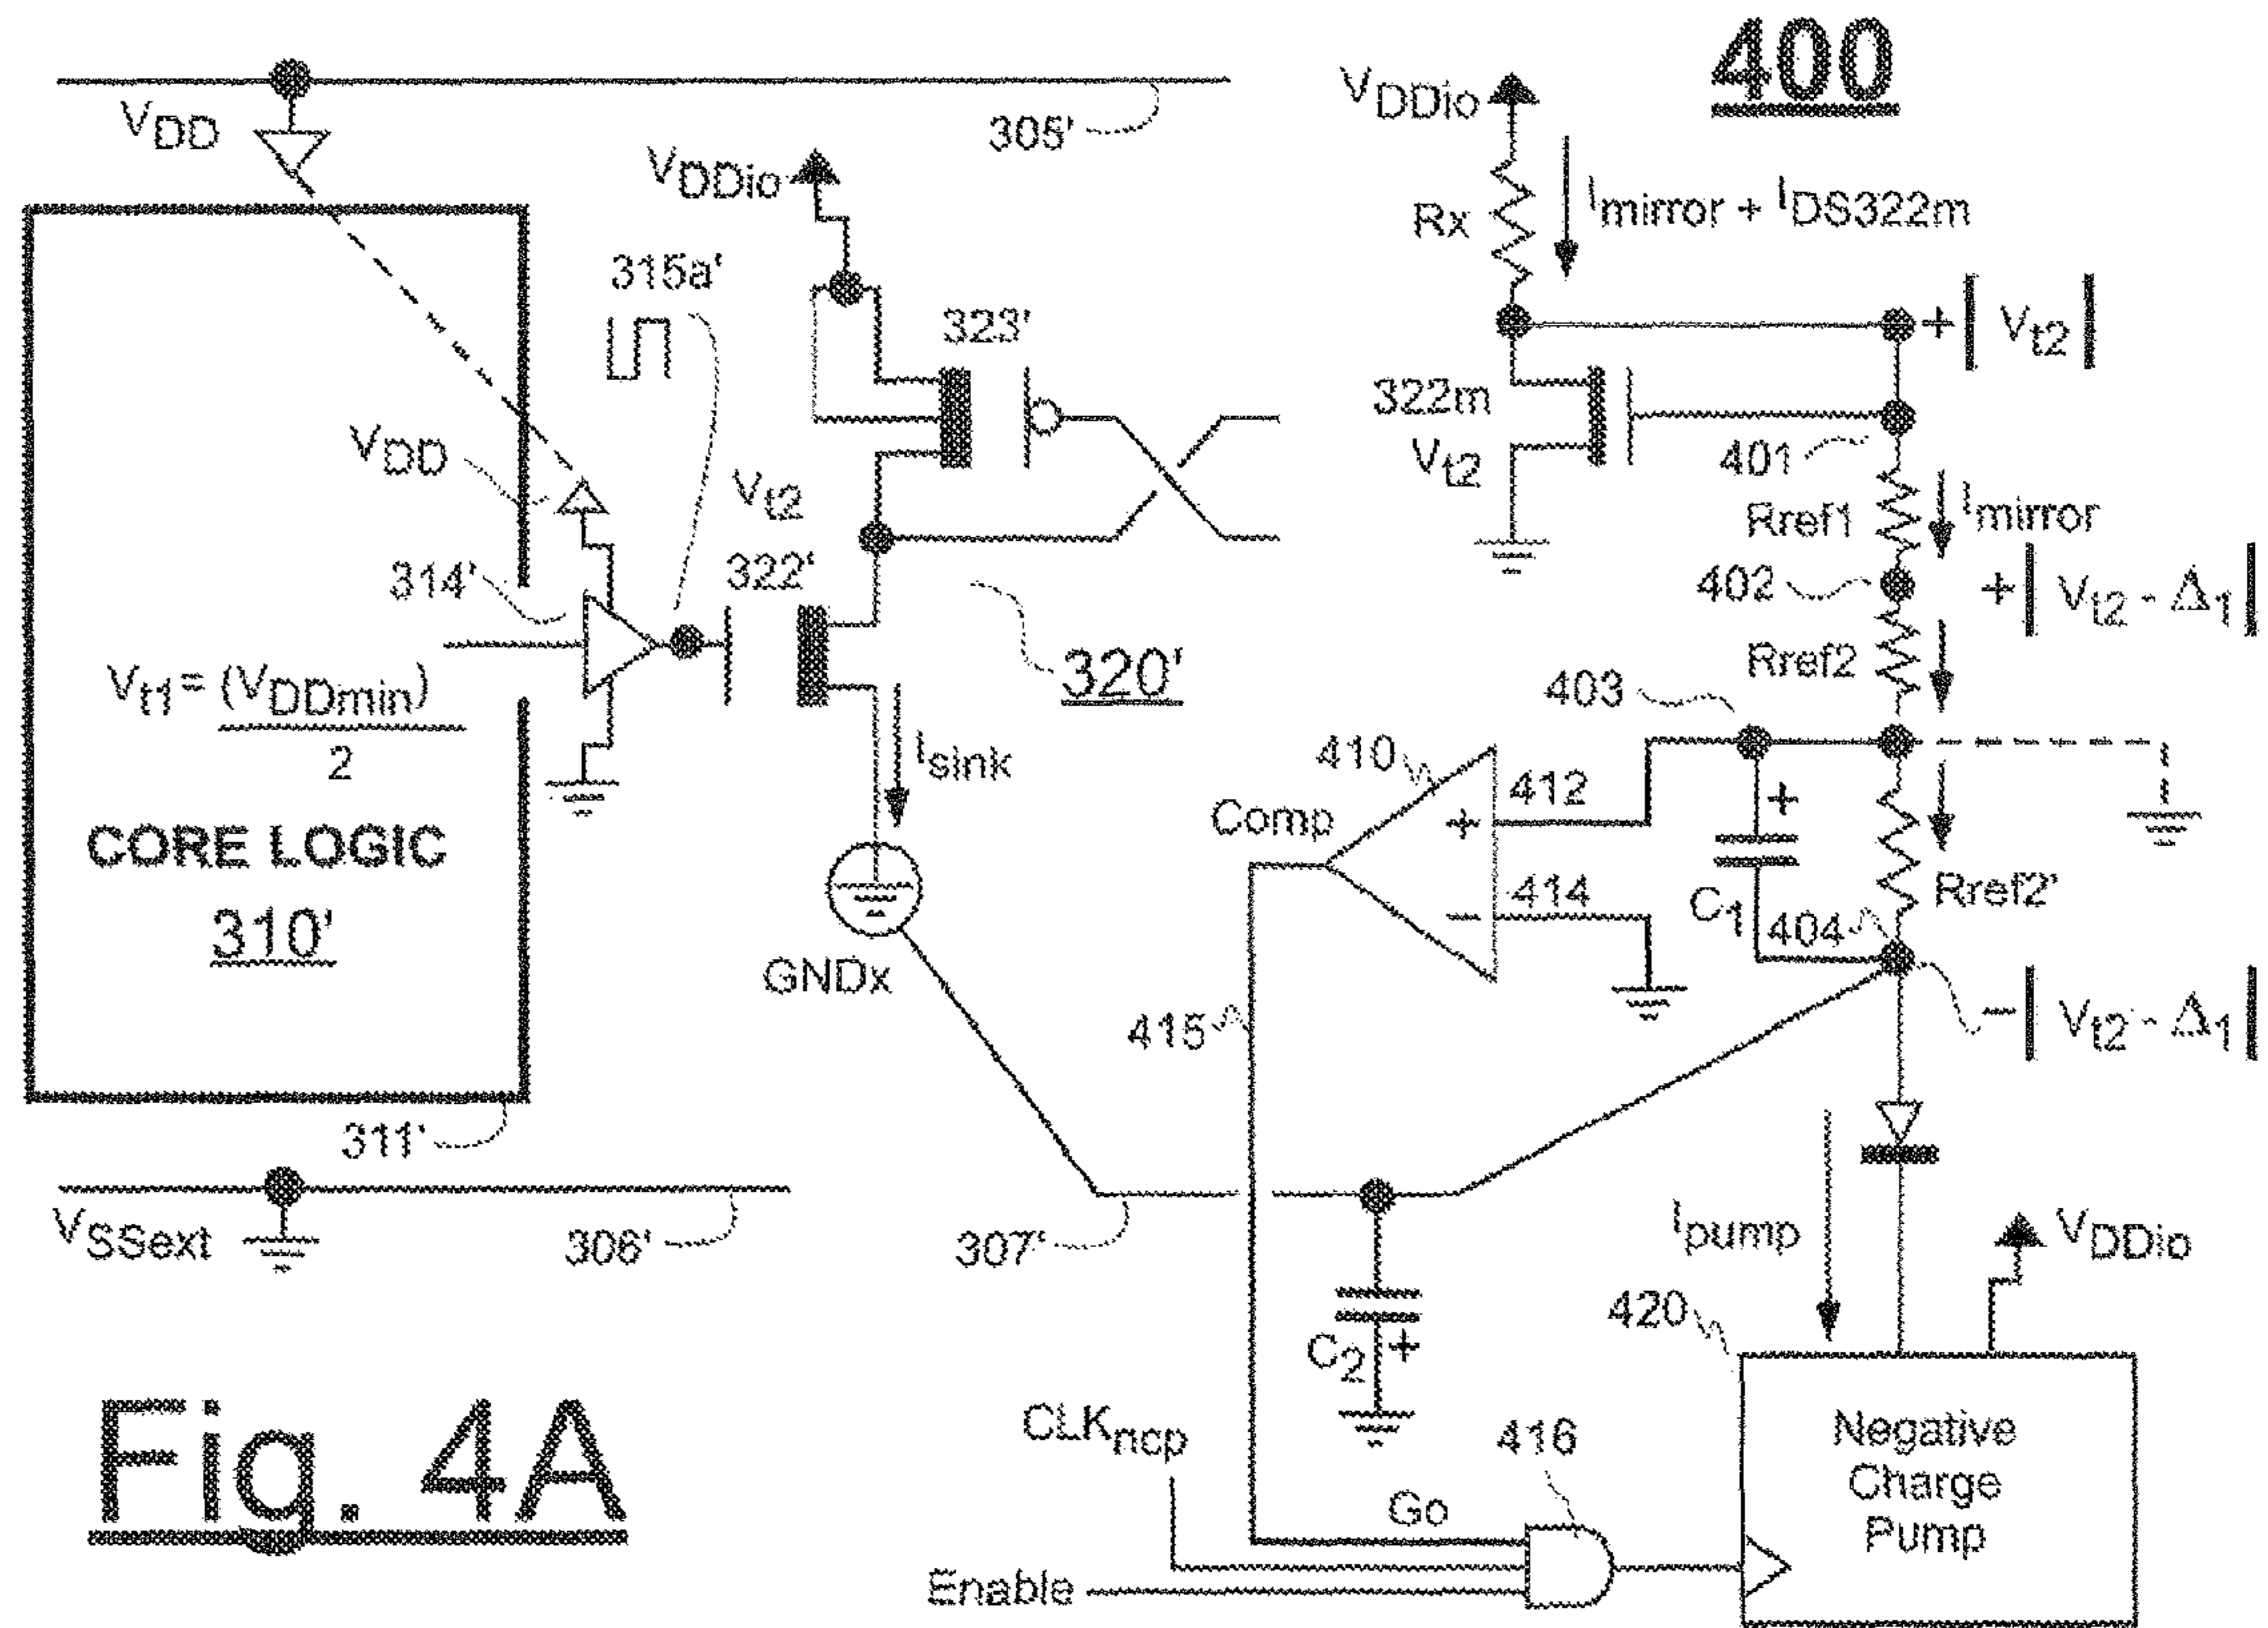 400
VDD
305'
VDDio
VDDio
Rx
Imirror + IDS322m
315a'
323'
+| Vt2 |
322m
Vt2
401
VDD
Vt2
Rref1
Imirror
314'
322'
402
+| Vt2 - Δ1 |
320'
Rref2
Vt1 = (VDDmin)
2
403
Isink
410
412
+
+
Comp
CORE LOGIC
310'
414
−
C1
Rref2'
404
GNDx
415
−| Vt2 - Δ1 |
311'
VSSext
306'
307'
Ipump
VDDio
420
C2
+
CLKncp
416
Negative
Charge
Pump
Go
Enable
Fig. 4A